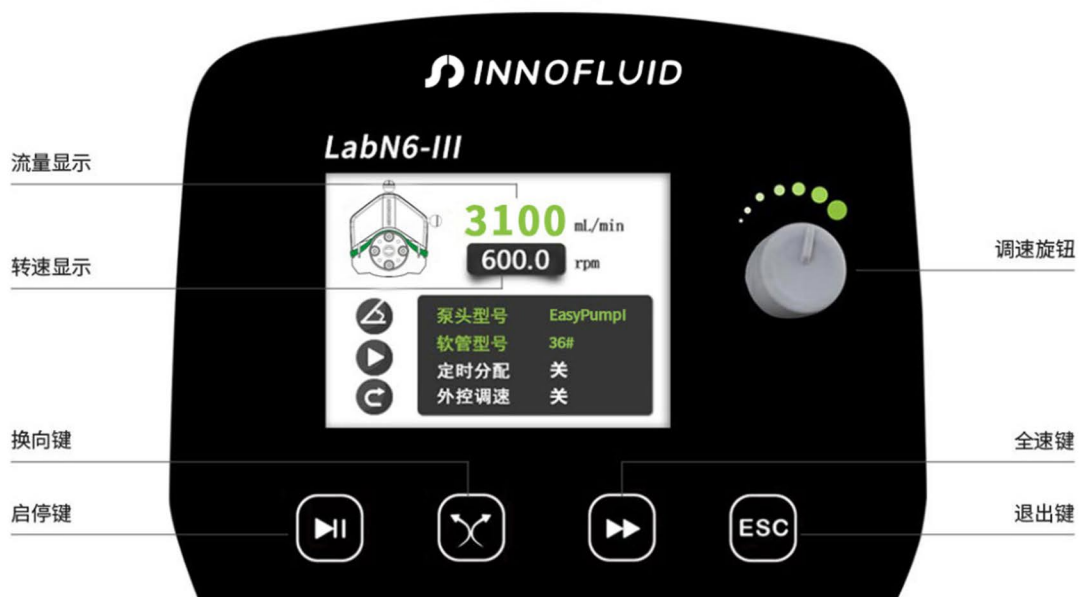 INNOFLUID
LabN6-III
流量显示
3100 mL/min
转速显示
600.0 rpm
调速旋钮
泵头型号 EasyPumpI
软管型号 36#
定时分配 关
外控调速 关
换向键
全速键
启停键
退出键
ESC